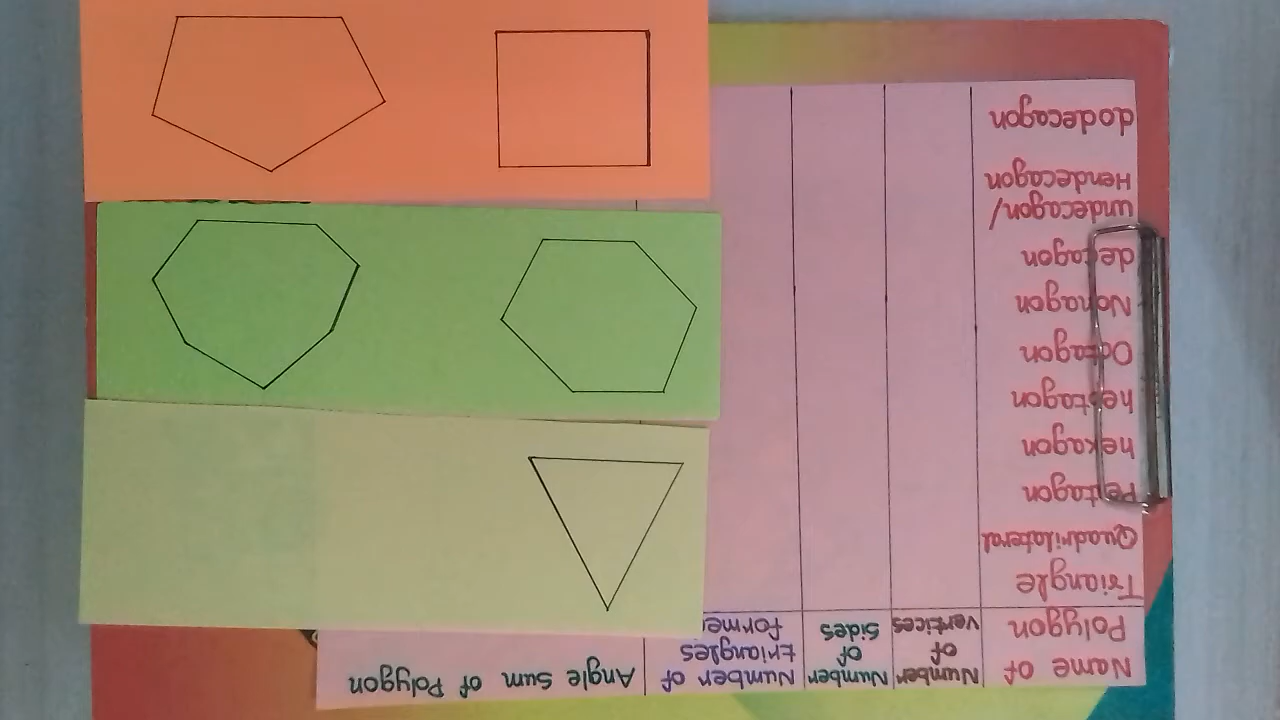 Name of Polygon
Number of vertices
Number of Sides
Number of triangles forme
Angle Sum of Polygon
Triangle
Quadrilateral
Pentagon
hexagon
heptagon
Octagon
Nonagon
decagon
undecagon/
Hendecagon
dodecagon